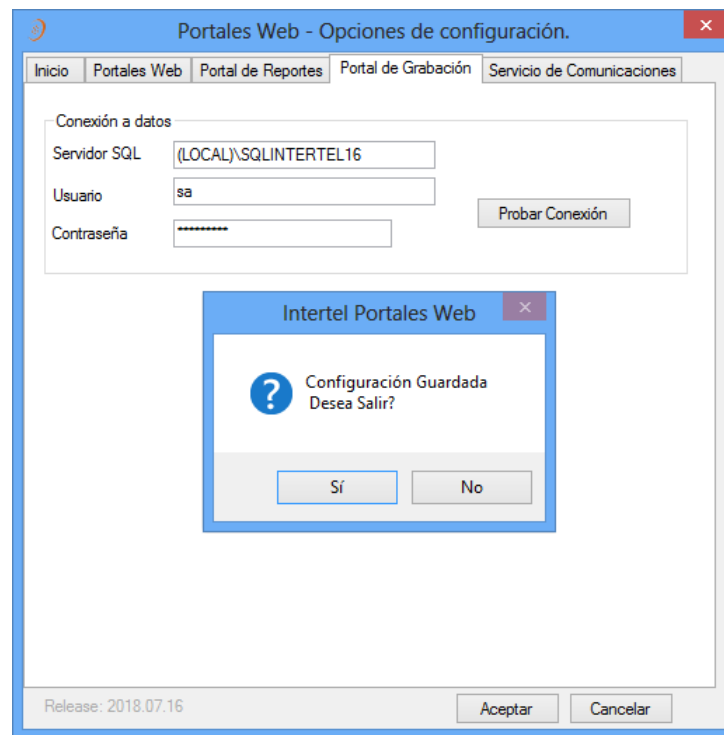 Portales Web - Opciones de configuración.
Inicio Portales Web Portal de Reportes Portal de Grabación Servicio de Comunicaciones
Conexión a datos
Servidor SQL (LOCAL)\SQLINTERTEL16
Usuario sa
Probar Conexión
Contraseña *********
Intertel Portales Web
Configuración Guardada
Desea Salir?
Sí No
Release: 2018.07.16 Aceptar Cancelar